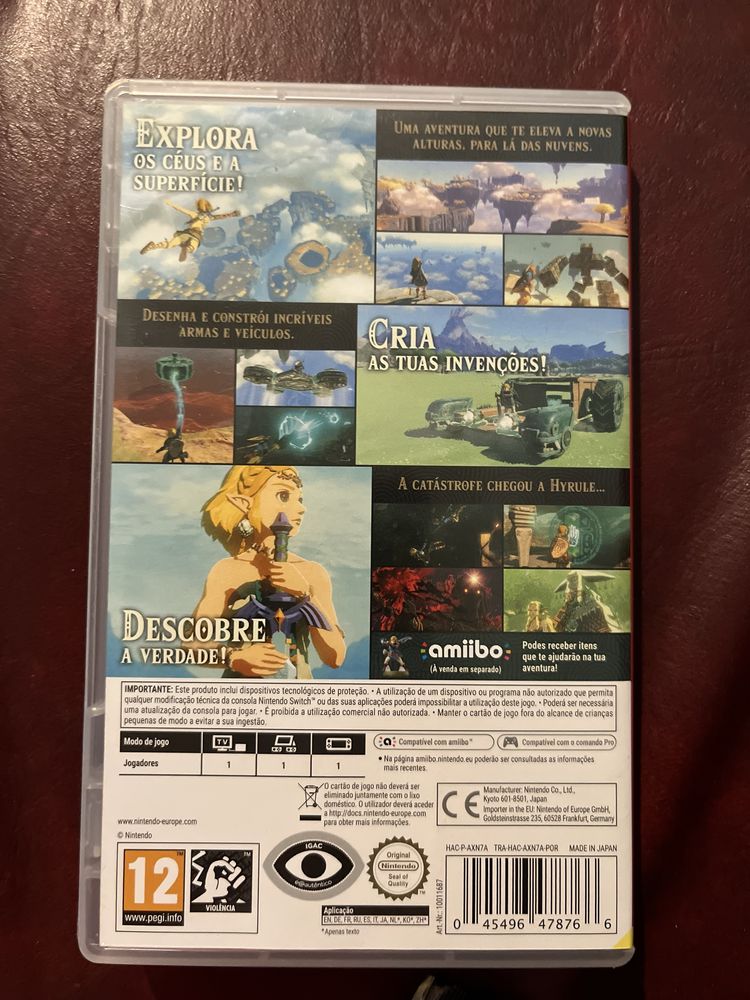 EXPLORA
OS CÉUS E A
SUPERFÍCIE!
UMA AVENTURA QUE TE ELEVA A NOVAS
ALTURAS, PARA LÁ DAS NUVENS.
DESENHA E CONSTRÓI INCRÍVEIS
ARMAS E VEÍCULOS.
CRIA
AS TUAS INVENÇÕES!
A CATÁSTROFE CHEGOU A HYRULE...
DESCOBRE
A VERDADE!
amiibo™
(À venda em separado)
Podes receber itens
que te ajudarão na tua
aventura!
IMPORTANTE: Este produto inclui dispositivos tecnológicos de proteção. • A utilização de um dispositivo ou programa não autorizado que permita
qualquer modificação técnica da consola Nintendo Switch™ ou das suas aplicações poderá impossibilitar a utilização deste jogo. • Poderá ser necessária
uma atualização da consola para jogar. • É proibida a utilização comercial não autorizada. • Manter o cartão de jogo fora do alcance de crianças
pequenas de modo a evitar a sua ingestão.
Modo de jogo
TV
Jogadores
1
1
1
Compatível com amiibo™
Compatível com o comando Pro
• Na página amiibo.nintendo.eu poderão ser consultadas as informações
mais recentes.
O cartão de jogo não deverá ser
eliminado juntamente com o lixo
doméstico. O utilizador deverá aceder
a http://docs.nintendo-europe.com
para obter mais informações.
CE
Manufacturer: Nintendo Co., Ltd.,
Kyoto 601-8501, Japan
Importer in the EU: Nintendo of Europe GmbH,
Goldsteinstrasse 235, 60528 Frankfurt, Germany
www.nintendo-europe.com
© Nintendo
12
www.pegi.info
VIOLÊNCIA
IGAC
é@autêntico
Original
Nintendo
Seal of
Quality
Aplicação
EN, DE, FR, RU, ES, IT, JA, NL*, KO*, ZH*
*Apenas texto
Art.-Nr.: 10011687
HAC-P-AXN7A TRA-HAC-AXN7A-POR MADE IN JAPAN
0 45496 47876 6